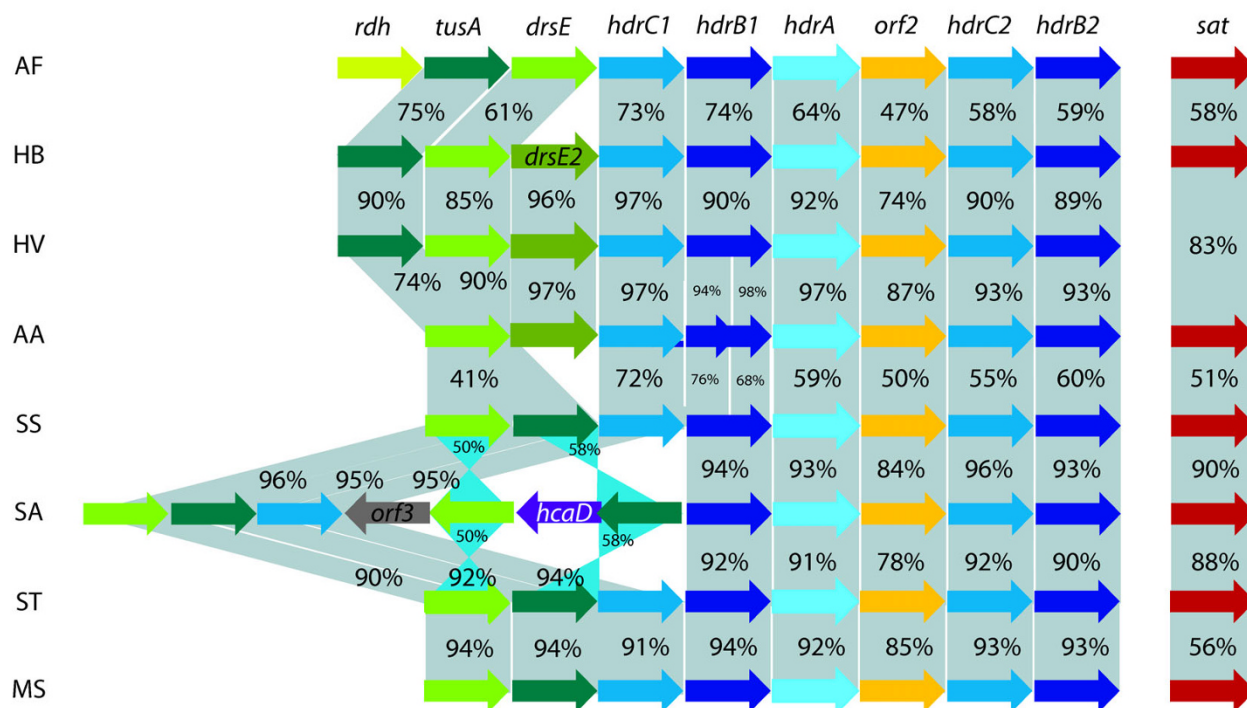 rdh tusA drsE hdrC1 hdrB1 hdrA orf2 hdrC2 hdrB2 sat
AF
75% 61% 73% 74% 64% 47% 58% 59% 58%
HB drsE2
90% 85% 96% 97% 90% 92% 74% 90% 89%
HV 83%
74% 90% 97% 97% 94% 98% 97% 87% 93% 93%
AA
41% 72% 76% 68% 59% 50% 55% 60% 51%
SS
50% 58%
96% 95% 95% 94% 93% 84% 96% 93% 90%
SA orf3 hcaD
50% 58%
90% 92% 94% 92% 91% 78% 92% 90% 88%
ST
94% 94% 91% 94% 92% 85% 93% 93% 56%
MS